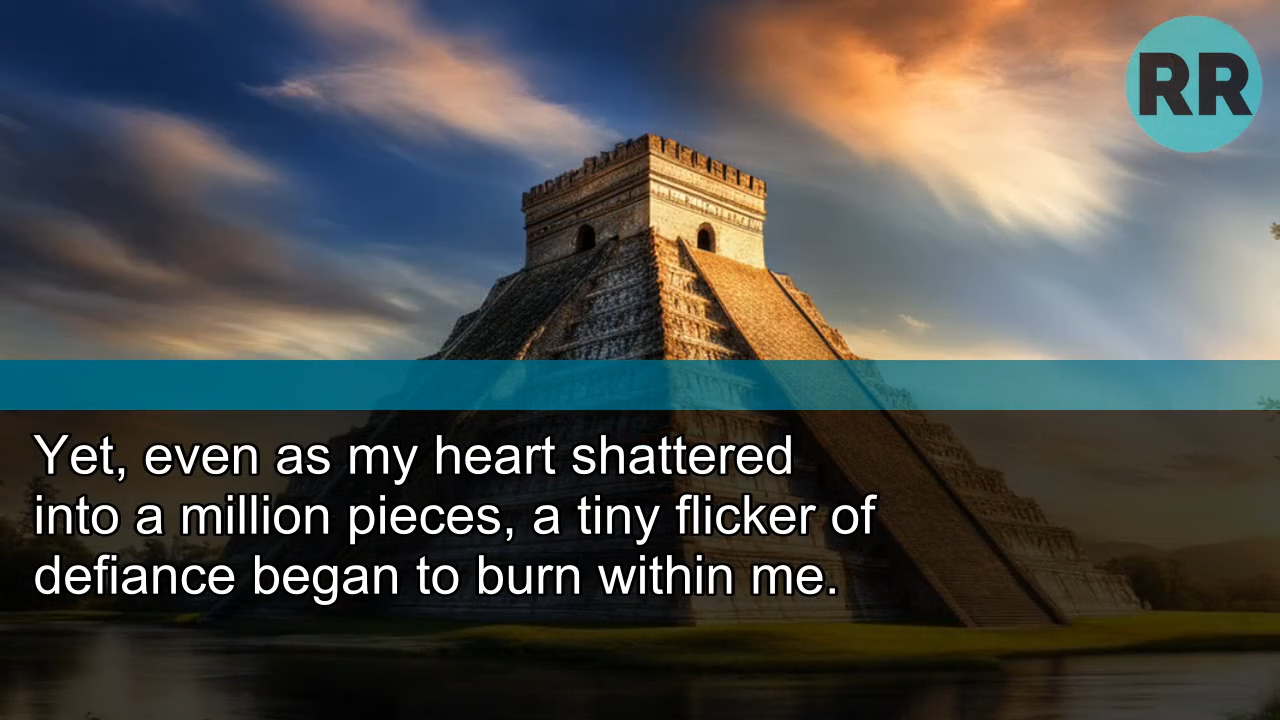 RR
Yet, even as my heart shattered
into a million pieces, a tiny flicker of
defiance began to burn within me.